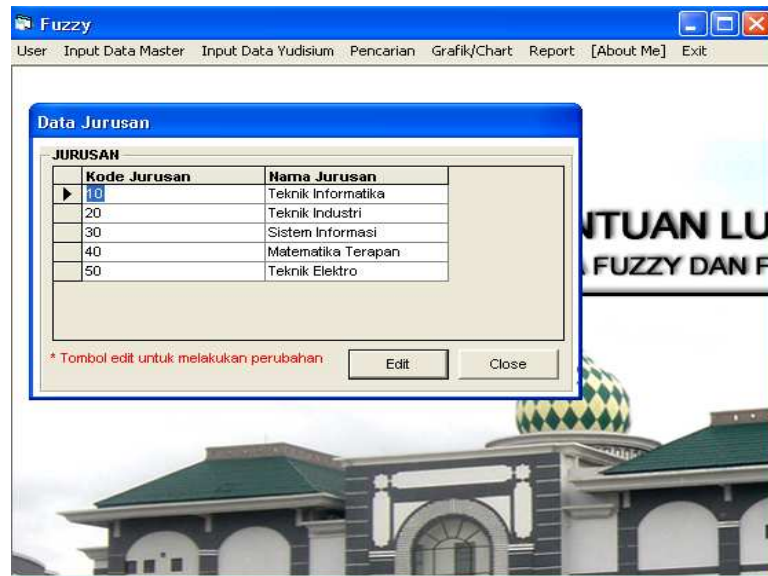 Fuzzy
User Input Data Master Input Data Yudisium Pencarian Grafik/Chart Report [About Me] Exit
Data Jurusan
JURUSAN
Kode Jurusan Nama Jurusan
10 Teknik Informatika
20 Teknik Industri
30 Sistem Informasi
40 Matematika Terapan
50 Teknik Elektro
NTUAN LU
FUZZY DAN F
* Tombol edit untuk melakukan perubahan
Edit Close